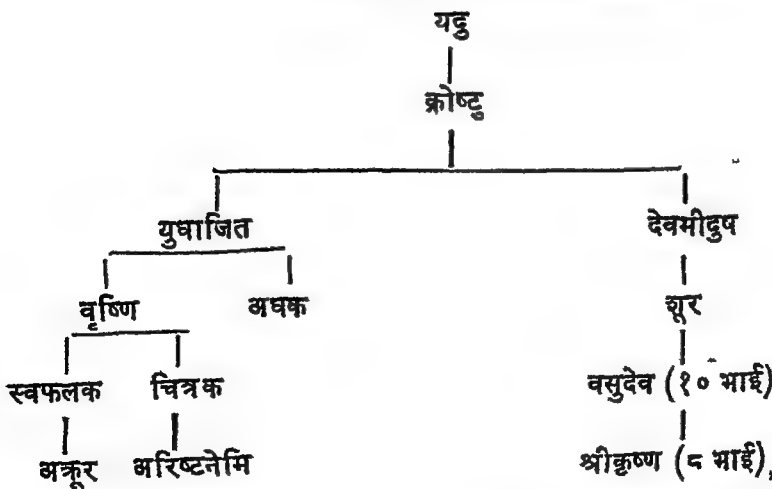 यदु
क्रोष्टु
युधाजित देवमीदुष
वृष्णि अधक शूर
स्वफलक चित्रक वसुदेव (१० भाई)
अक्रूर अरिष्टनेमि श्रीकृष्ण (८ भाई),